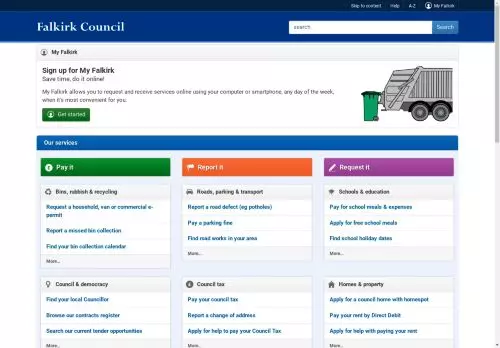 Skip to content Help A-Z My Falkirk
Falkirk Council
search
Search
My Falkirk
Sign up for My Falkirk
Save time, do it online!
My Falkirk allows you to request and receive services online using your computer or smartphone, any day of the week,
when it's most convenient for you.
Get started
Our services
Pay it
Report it
Request it
Bins, rubbish & recycling
Request a household, van or commercial e-
permit
Report a missed bin collection
Find your bin collection calendar
More...
Roads, parking & transport
Report a road defect (eg potholes)
Pay a parking fine
Find road works in your area
More...
Schools & education
Pay for school meals & expenses
Apply for free school meals
Find school holiday dates
More...
Council & democracy
Find your local Councillor
Browse our contracts register
Search our current tender opportunities
More...
Council tax
Pay your council tax
Report a change of address
Apply for help to pay your Council Tax
More...
Homes & property
Apply for a council home with homespot
Pay your rent by Direct Debit
Apply for help with paying your rent
More...